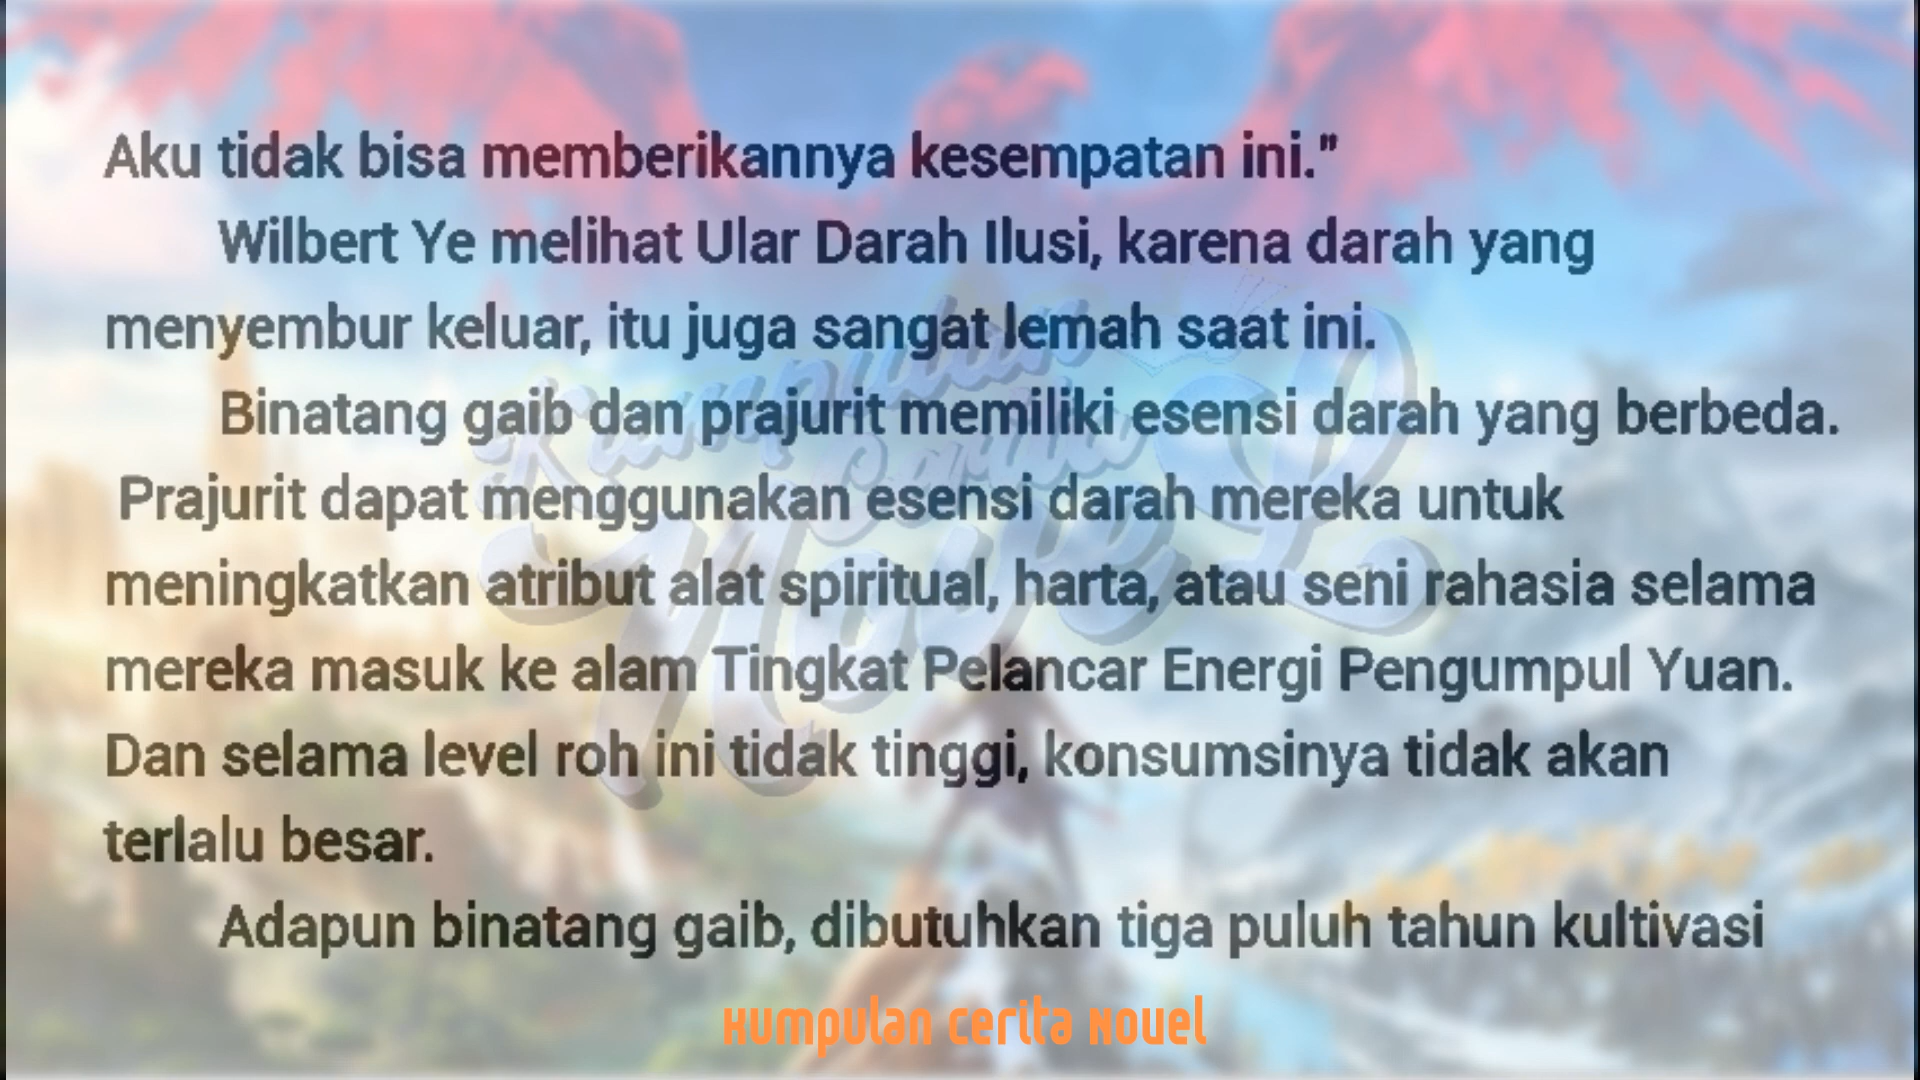 Aku tidak bisa memberikannya kesempatan ini."
Wilbert Ye melihat Ular Darah Ilusi, karena darah yang
menyembur keluar, itu juga sangat lemah saat ini.
Binatang gaib dan prajurit memiliki esensi darah yang berbeda.
Prajurit dapat menggunakan esensi darah mereka untuk
meningkatkan atribut alat spiritual, harta, atau seni rahasia selama
mereka masuk ke alam Tingkat Pelancar Energi Pengumpul Yuan.
Dan selama level roh ini tidak tinggi, konsumsinya tidak akan
terlalu besar.
Adapun binatang gaib, dibutuhkan tiga puluh tahun kultivasi
Kumpulan Cerita Novel
Kumpulan
Cerita
Novel